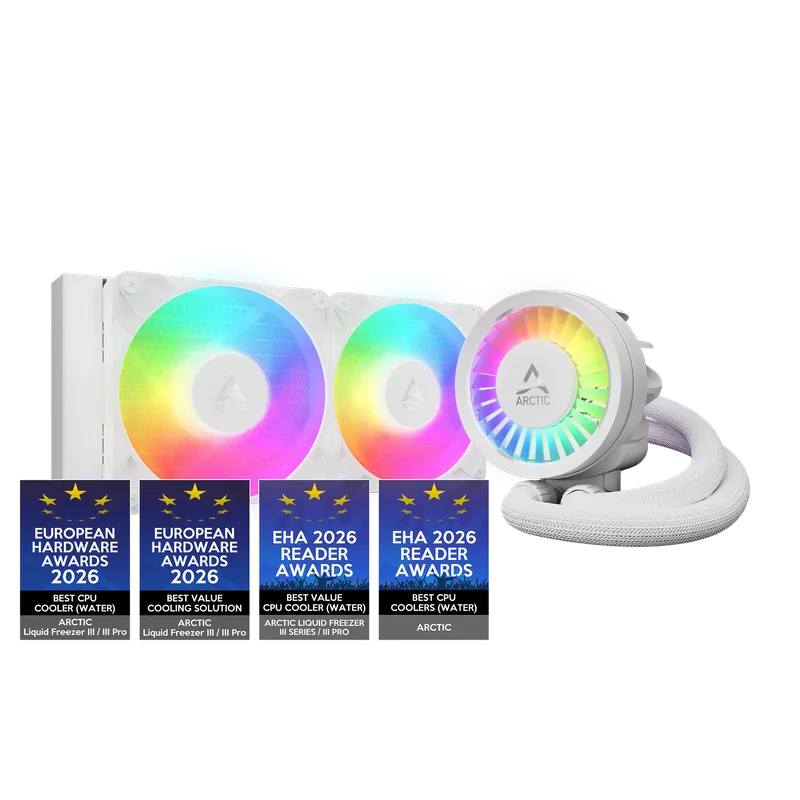 ARCTIC
EUROPEAN
HARDWARE
AWARDS
2026
BEST CPU
COOLER (WATER)
ARCTIC
Liquid Freezer III / III Pro
EUROPEAN
HARDWARE
AWARDS
2026
BEST VALUE
COOLING SOLUTION
ARCTIC
Liquid Freezer III / III Pro
EHA 2026
READER
AWARDS
BEST VALUE
CPU COOLER (WATER)
ARCTIC LIQUID FREEZER
III SERIES / III PRO
EHA 2026
READER
AWARDS
BEST CPU
COOLERS (WATER)
ARCTIC